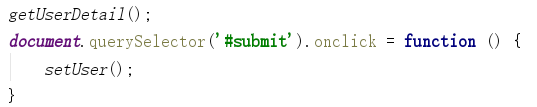 getUserDetail();
document.querySelector('#submit').onclick = function () {
    setUser();
}